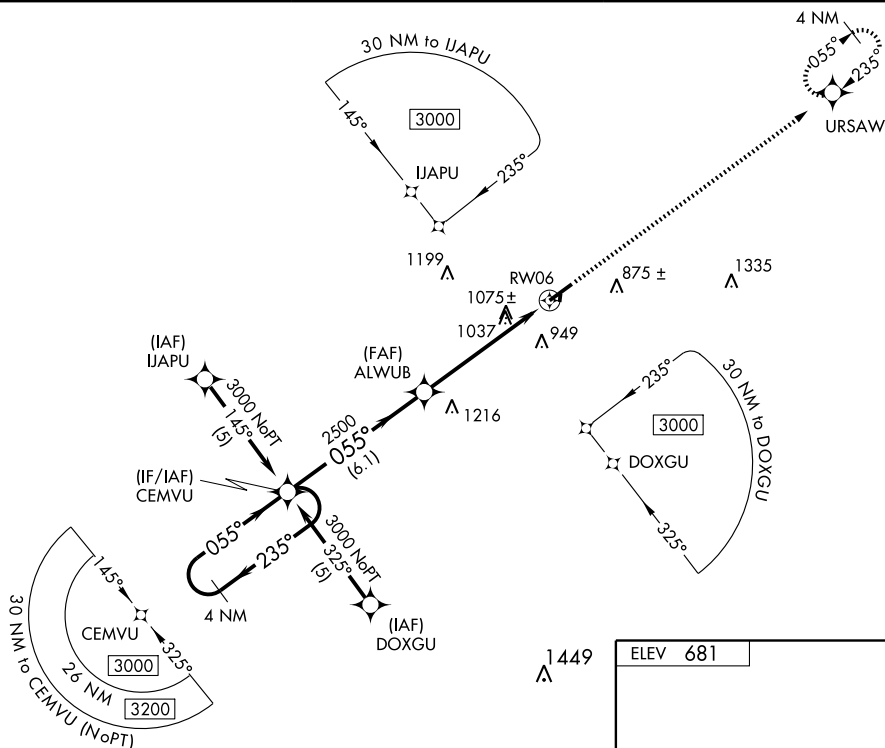 4 NM
055°
235°
URSAW
30 NM to IJAPU
3000
145°
235°
IJAPU
1199
RW06
875 ±
1335
1075 ±
1037
949
(IAF)
IJAPU
(FAF)
ALWUB
3000 NoPT
145°
(5)
1216
2500
055°
(6.1)
235°
3000
DOXGU
325°
30 NM to DOXGU
(IF/IAF)
CEMVU
055°
235°
4 NM
3000 NoPT
325°
(5)
(IAF)
DOXGU
145°
CEMVU
325°
3000
26 NM
3200
30 NM to CEMVU (NoPT)
1449
ELEV 681